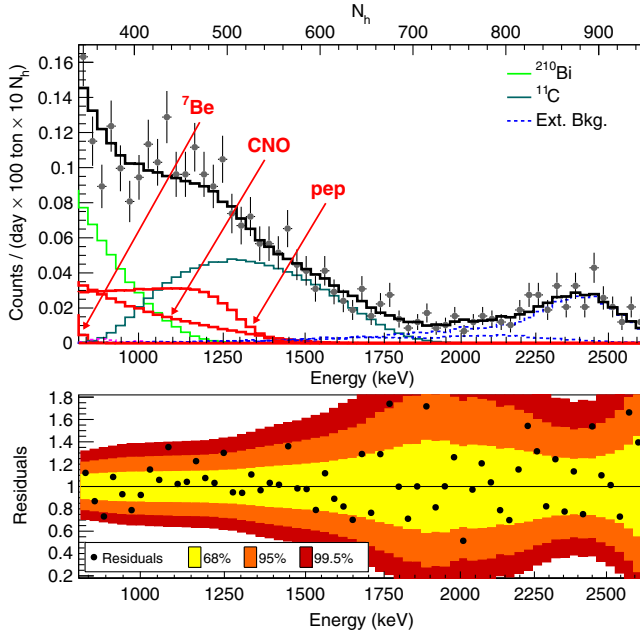 N_h
400 500 600 700 800 900
Counts / (day × 100 ton × 10 N_h)
0.16
0.14
0.12
0.1
0.08
0.06
0.04
0.02
0
²¹⁰Bi
¹¹C
Ext. Bkg.
⁷Be
CNO
pep
1000 1250 1500 1750 2000 2250 2500
Energy (keV)
Residuals
1.8
1.6
1.4
1.2
1
0.8
0.6
0.4
0.2
Residuals 68% 95% 99.5%
1000 1250 1500 1750 2000 2250 2500
Energy (keV)